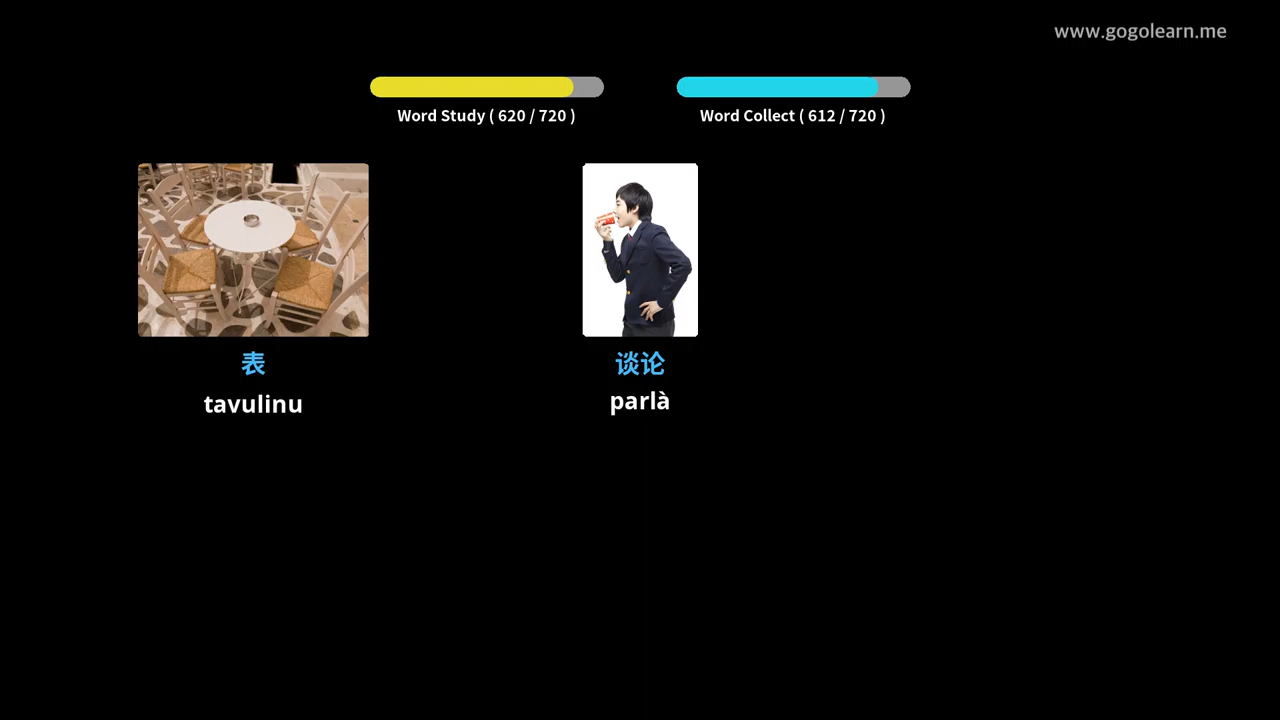 www.gogolearn.me
Word Study ( 620 / 720 )
Word Collect ( 612 / 720 )
表
tavulinu
谈论
parlà